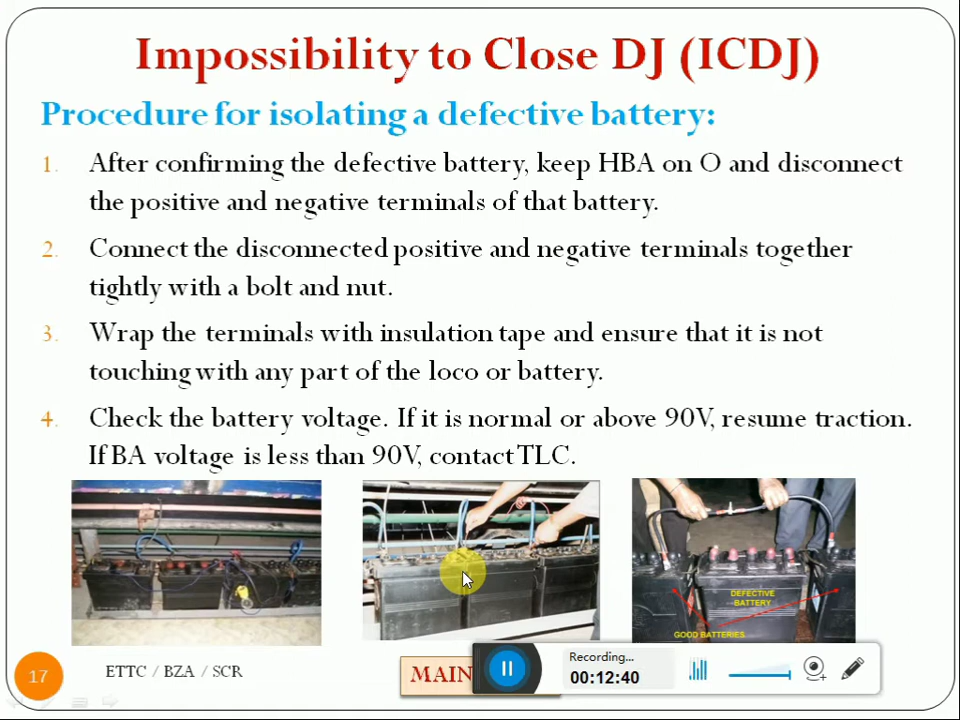 Impossibility to Close DJ (ICDJ)
Procedure for isolating a defective battery:
1. After confirming the defective battery, keep HBA on O and disconnect
the positive and negative terminals of that battery.
2. Connect the disconnected positive and negative terminals together
tightly with a bolt and nut.
3. Wrap the terminals with insulation tape and ensure that it is not
touching with any part of the loco or battery.
4. Check the battery voltage. If it is normal or above 90V, resume traction.
If BA voltage is less than 90V, contact TLC.
DEFECTIVE
BATTERY
GOOD BATTERIES
17
ETTC / BZA / SCR
MAIN
Recording...
00:12:40